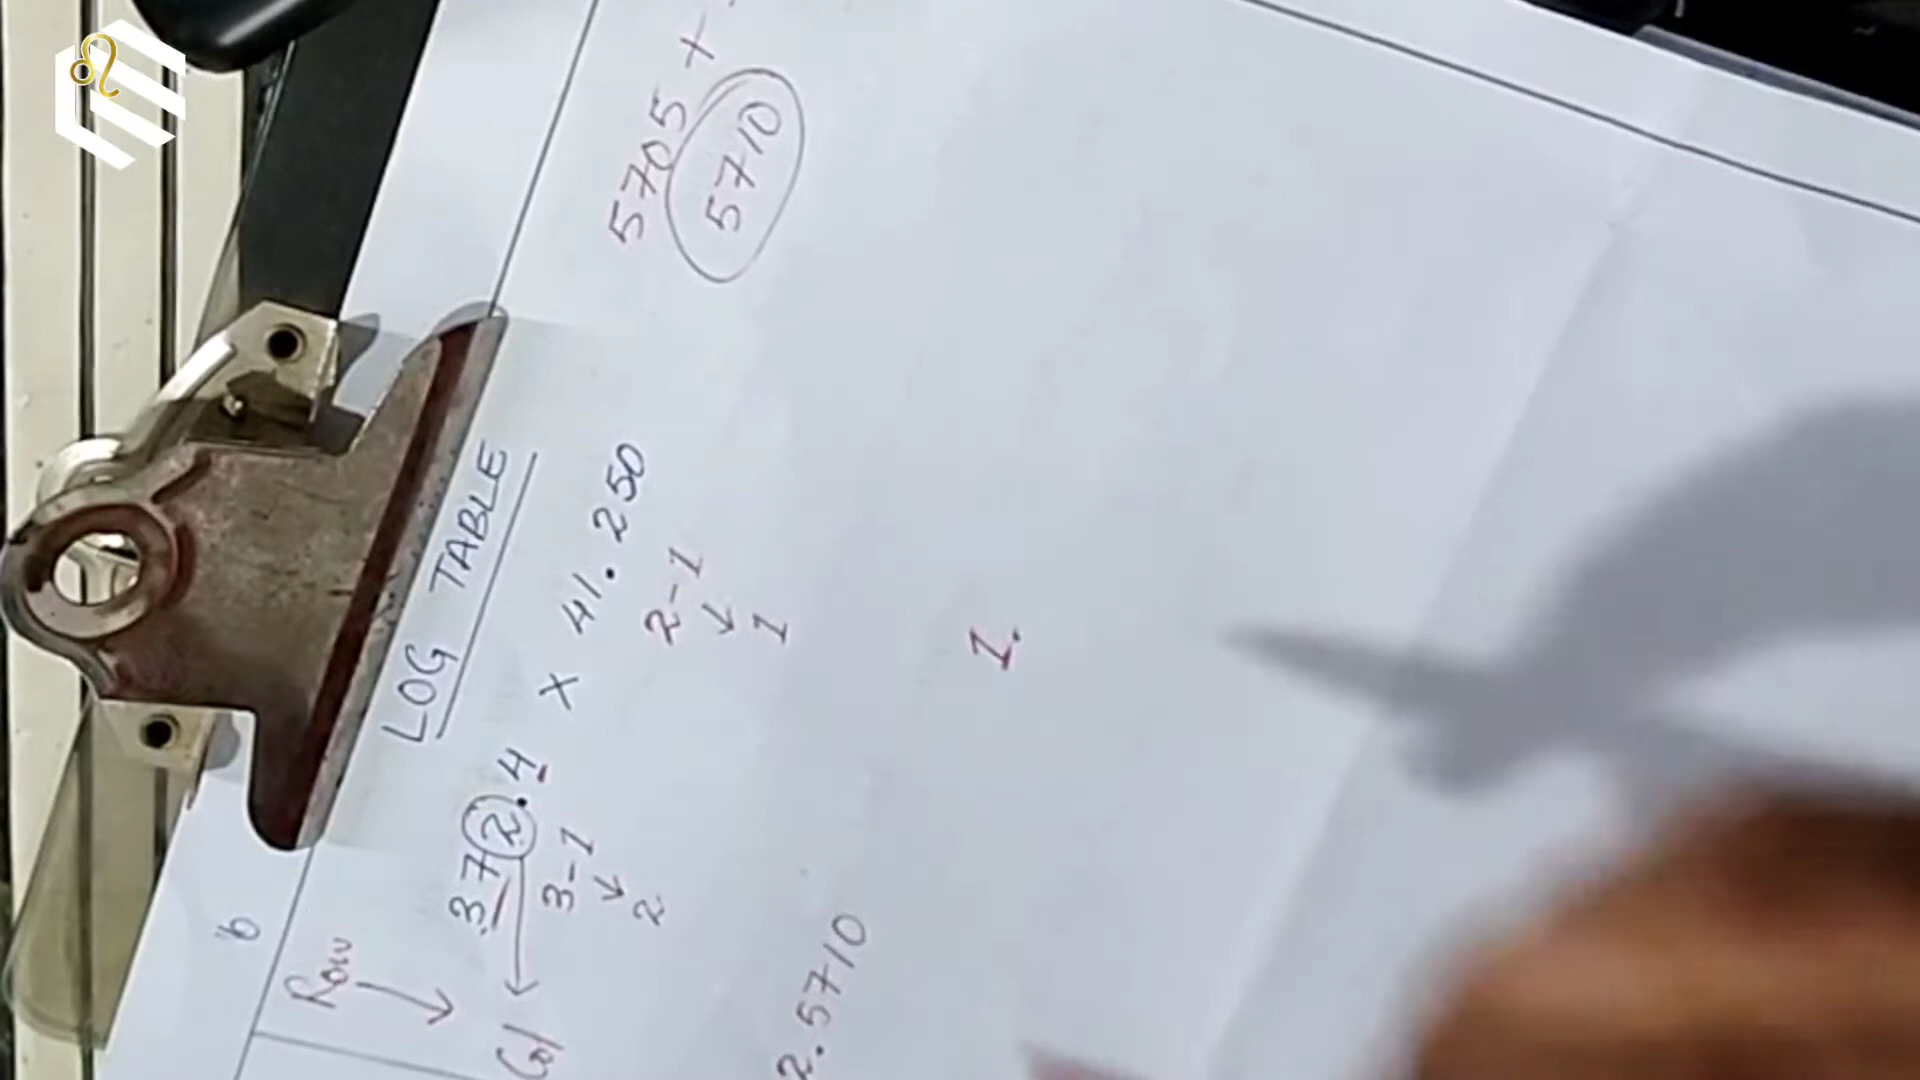 LOG TABLE
5705 +
5710
Row
372.4 × 41.250
3-1
2-1
Col
↓
2
↓
1
2.5710
1.